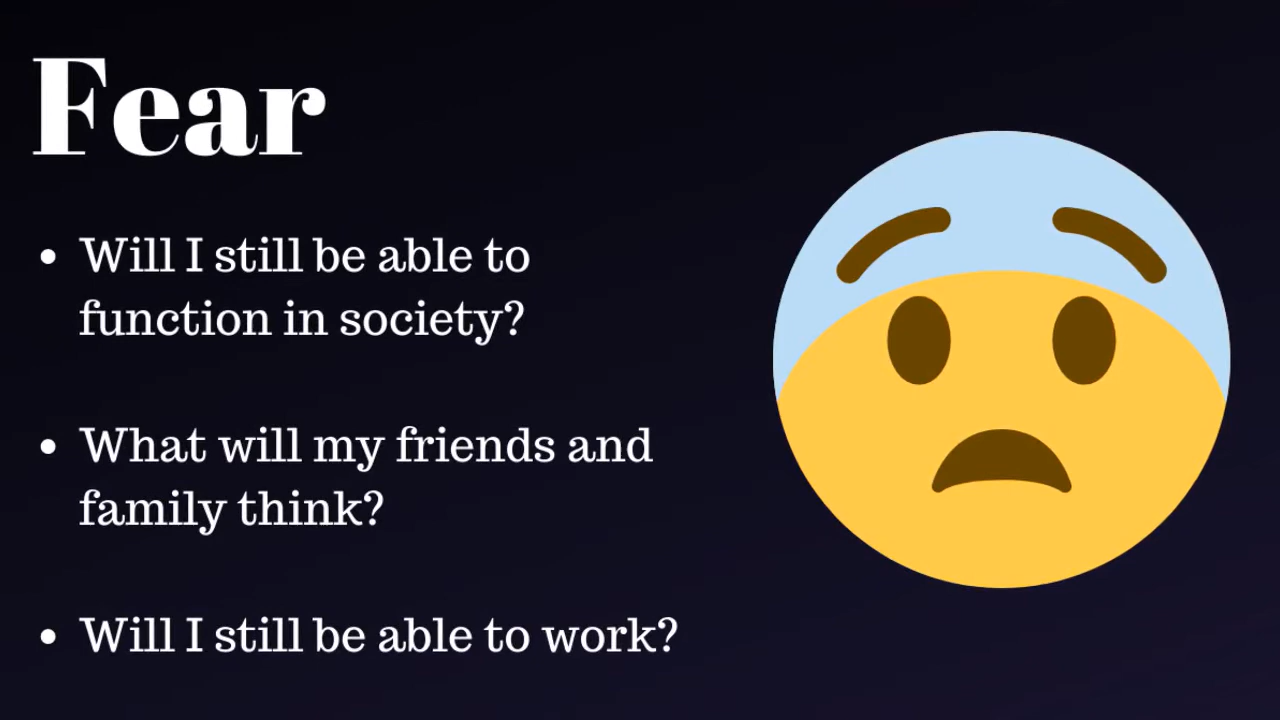 Fear
• Will I still be able to
function in society?
• What will my friends and
family think?
• Will I still be able to work?